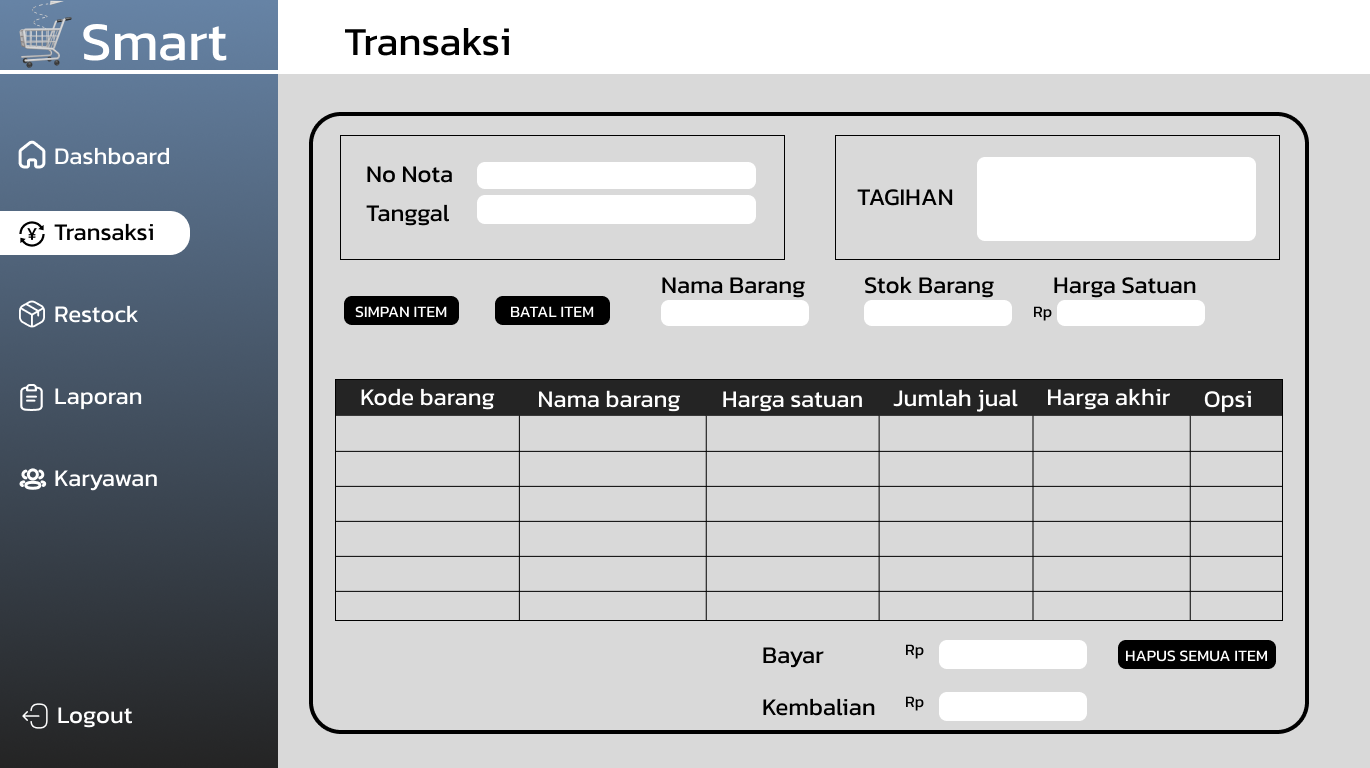 Smart
Transaksi
Dashboard
Transaksi
Restock
Laporan
Karyawan
Logout
No Nota
Tanggal
TAGIHAN
SIMPAN ITEM
BATAL ITEM
Nama Barang
Stok Barang
Harga Satuan
Rp
Kode barang Nama barang Harga satuan Jumlah jual Harga akhir Opsi
Bayar Rp
HAPUS SEMUA ITEM
Kembalian Rp